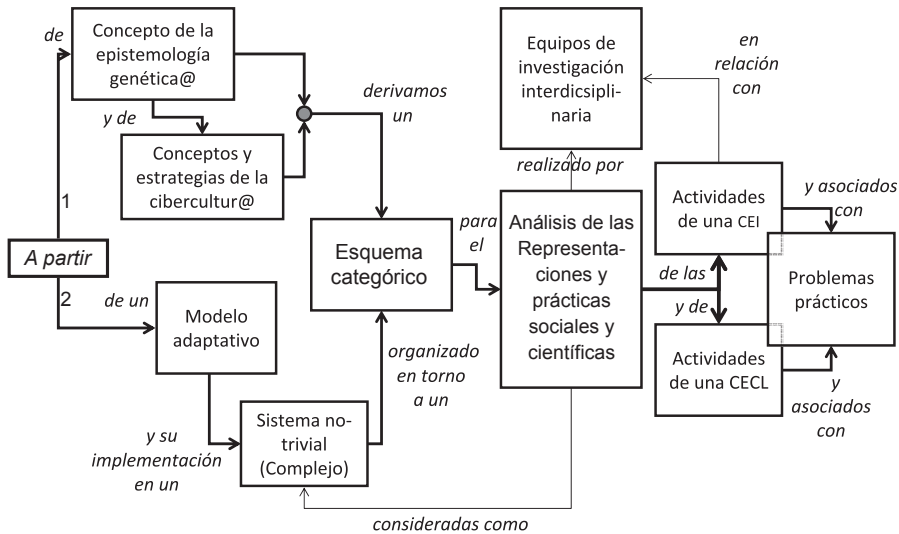 de
Concepto de la
epistemología
genética@
y de
Conceptos y
estrategias de la
cibercultur@
1
A partir
2
de un
Modelo
adaptativo
y su
implementación
en un
Sistema no-
trivial
(Complejo)
organizado
en torno
a un
derivamos
un
Esquema
categórico
para
el
Equipos de
investigación
interdicsipli-
naria
realizado por
Análisis de las
Representa-
ciones y
prácticas
sociales y
científicas
consideradas como
en
relación
con
de las
y de
Actividades
de una CEI
Actividades
de una CECL
y asociados
con
Problemas
prácticos
y
asociados
con